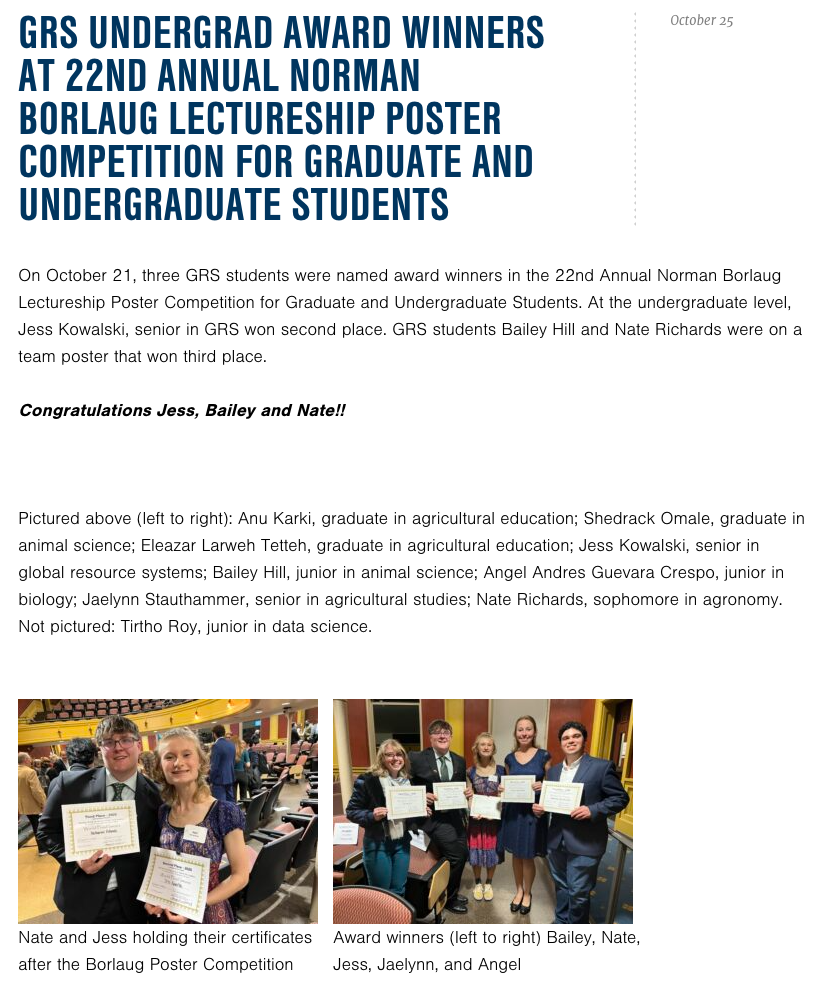 GRS UNDERGRAD AWARD WINNERS
AT 22ND ANNUAL NORMAN
BORLAUG LECTURESHIP POSTER
COMPETITION FOR GRADUATE AND
UNDERGRADUATE STUDENTS
October 25
On October 21, three GRS students were named award winners in the 22nd Annual Norman Borlaug
Lectureship Poster Competition for Graduate and Undergraduate Students. At the undergraduate level,
Jess Kowalski, senior in GRS won second place. GRS students Bailey Hill and Nate Richards were on a
team poster that won third place.
Congratulations Jess, Bailey and Nate!!
Pictured above (left to right): Anu Karki, graduate in agricultural education; Shedrack Omale, graduate in
animal science; Eleazar Larweh Tetteh, graduate in agricultural education; Jess Kowalski, senior in
global resource systems; Bailey Hill, junior in animal science; Angel Andres Guevara Crespo, junior in
biology; Jaelynn Stauthammer, senior in agricultural studies; Nate Richards, sophomore in agronomy.
Not pictured: Tirtho Roy, junior in data science.
Nate and Jess holding their certificates
after the Borlaug Poster Competition
Award winners (left to right) Bailey, Nate,
Jess, Jaelynn, and Angel